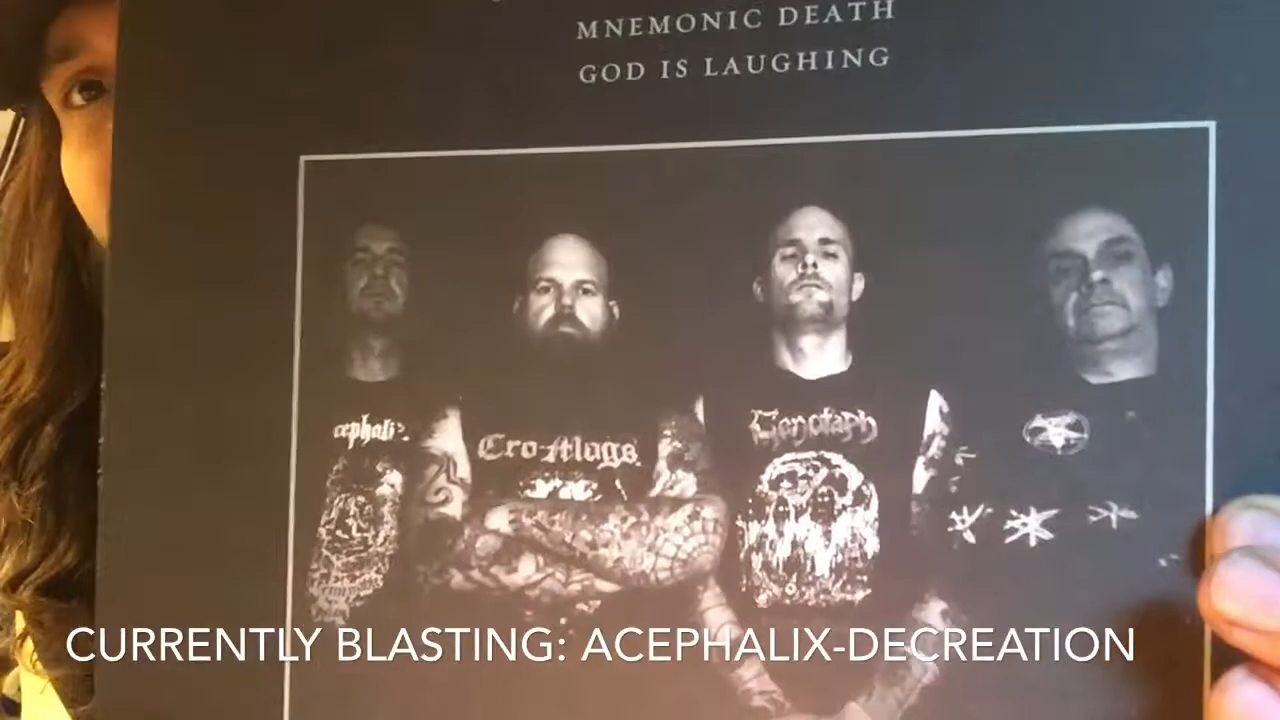 MNEMONIC DEATH
GOD IS LAUGHING
cephali
Cro-Mags
Cenotaph
CURRENTLY BLASTING: ACEPHALIX-DECREATION